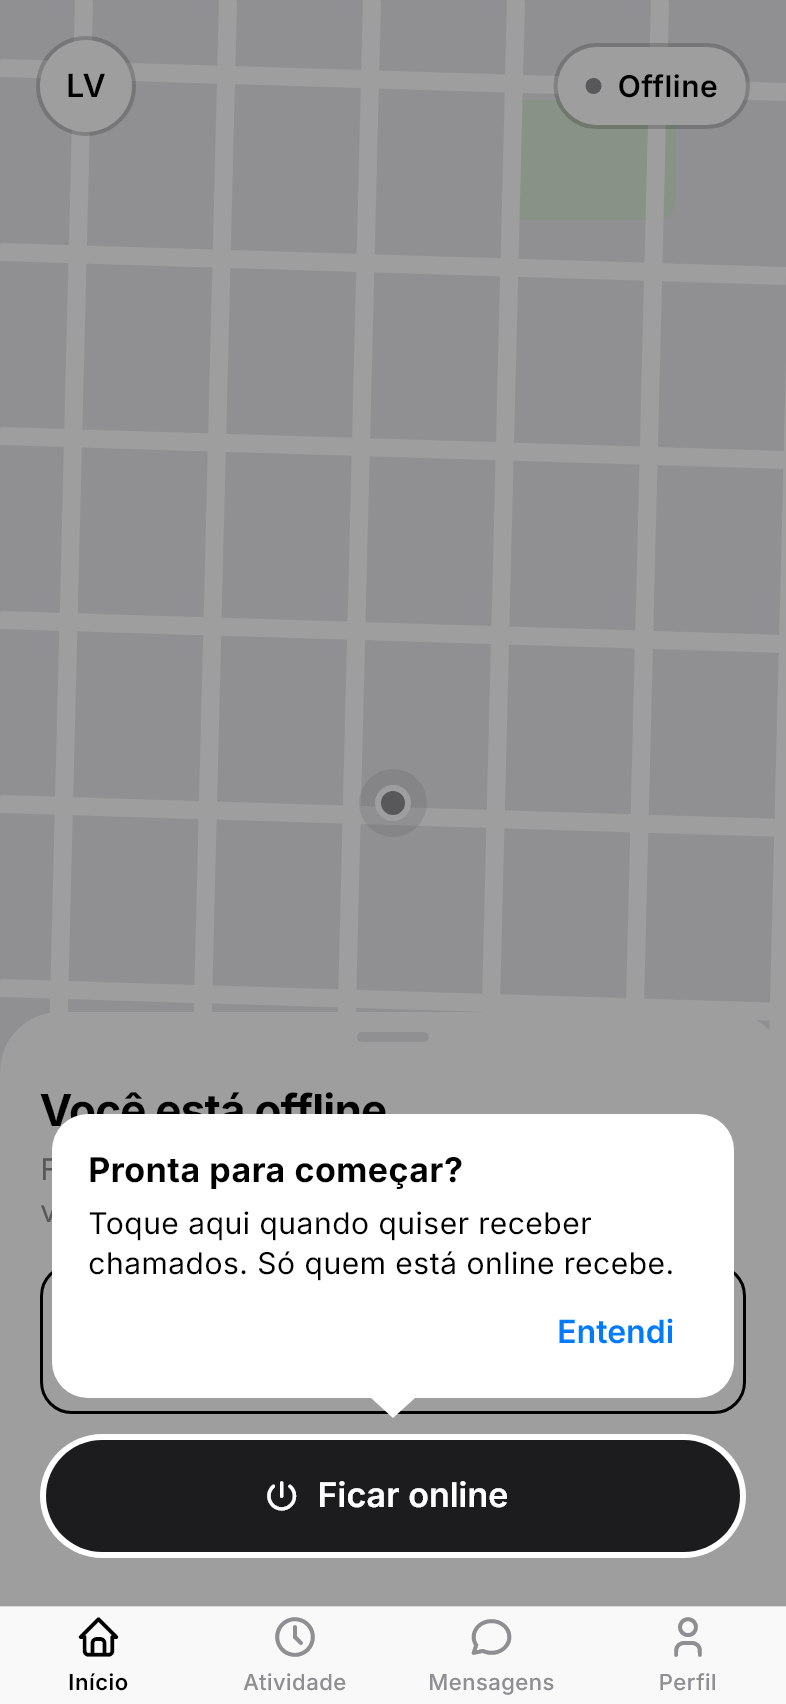 LV
Offline
Você está offline
Pronta para começar?
Toque aqui quando quiser receber
chamados. Só quem está online recebe.
Entendi
Ficar online
Início
Atividade
Mensagens
Perfil